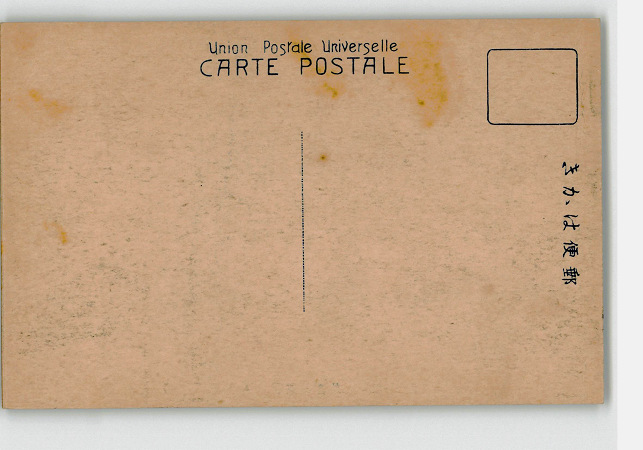 Union Postale Universelle
CARTE POSTALE
きかは便郵